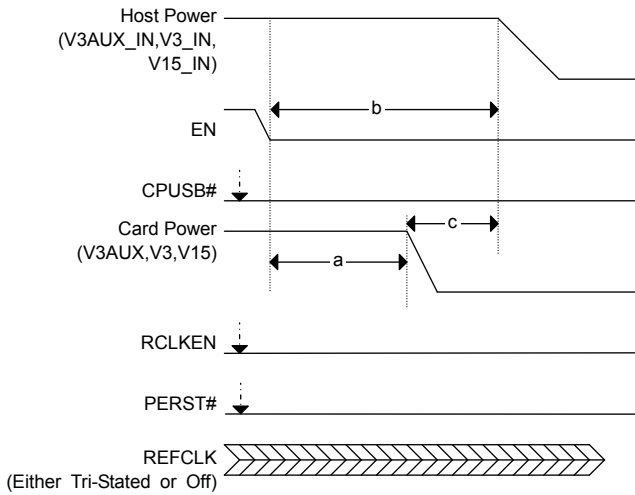 Host Power
(V3AUX_IN,V3_IN,
V15_IN)
b
EN
CPUSB#
c
Card Power
(V3AUX,V3,V15)
a
RCLKEN
PERST#
REFCLK
(Either Tri-Stated or Off)